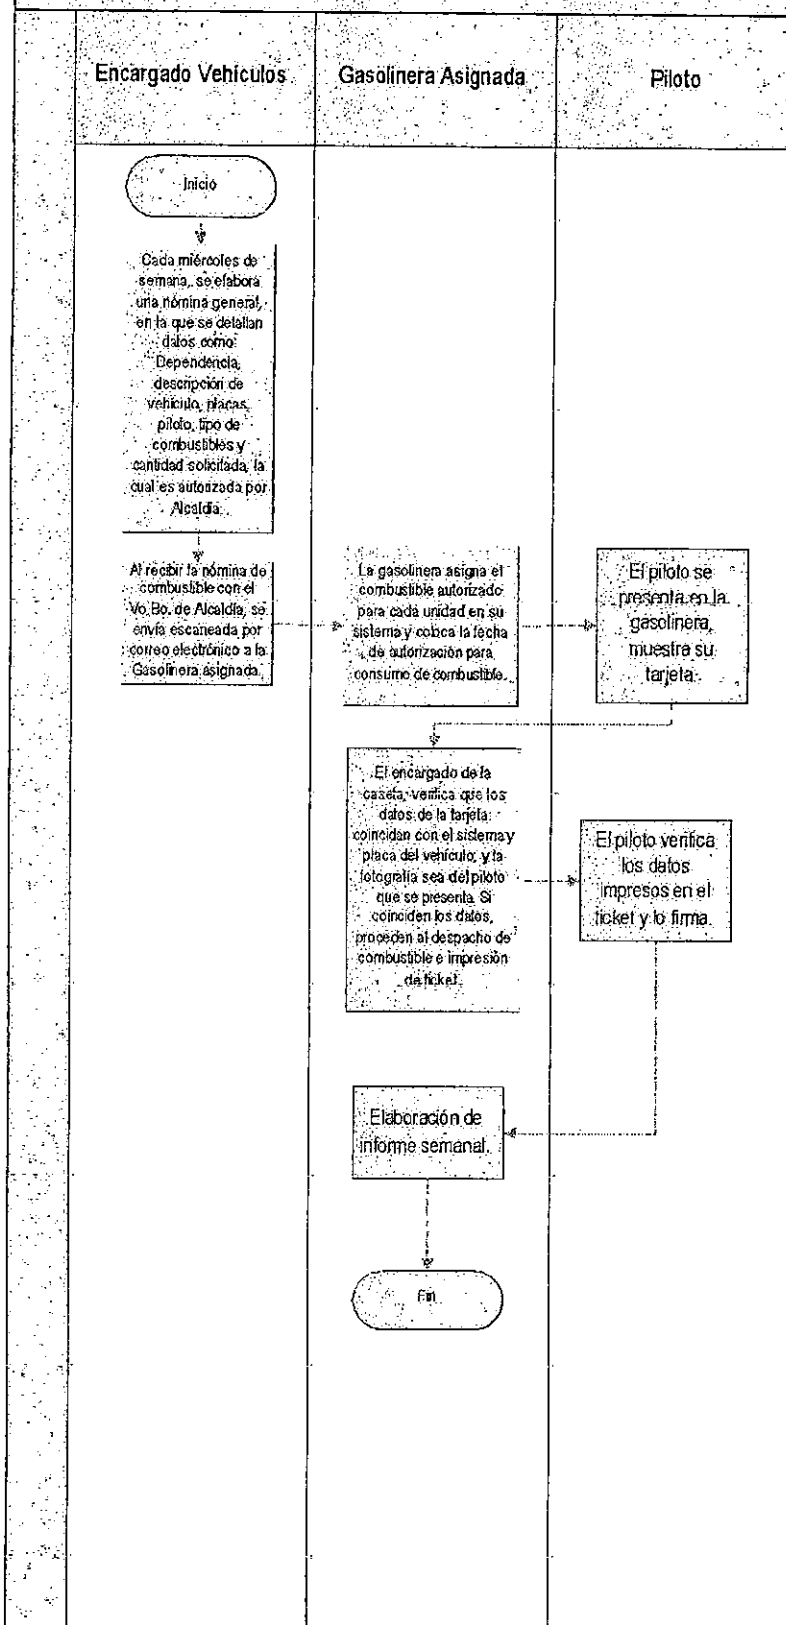 Encargado Vehículos
Gasolinera Asignada
Piloto
Inicio
Cada miércoles de
semana, se elabora
una nómina general,
en la que se detallan
datos como
Dependencia,
descripción de
vehículo, placas,
piloto, tipo de
combustibles y
cantidad solicitada, la
cual es autorizada por
Alcaldía.
Al recibir la nómina de
combustible con el
Vo.Bo. de Alcaldía, se
envía escaneada por
correo electrónico a la
Gasolinera asignada.
La gasolinera asigna el
combustible autorizado
para cada unidad en su
sistema y coloca la fecha
de autorización para
consumo de combustible.
El piloto se
presenta en la
gasolinera,
muestra su
tarjeta.
El encargado de la
caseta, verifica que los
datos de la tarjeta
coincidan con el sistema y
placa del vehículo, y la
fotografía sea del piloto
que se presenta. Si
coinciden los datos,
proceden al despacho de
combustible e impresión
de ticket.
El piloto verifica
los datos
impresos en el
ticket y lo firma.
Elaboración de
informe semanal.
Fin